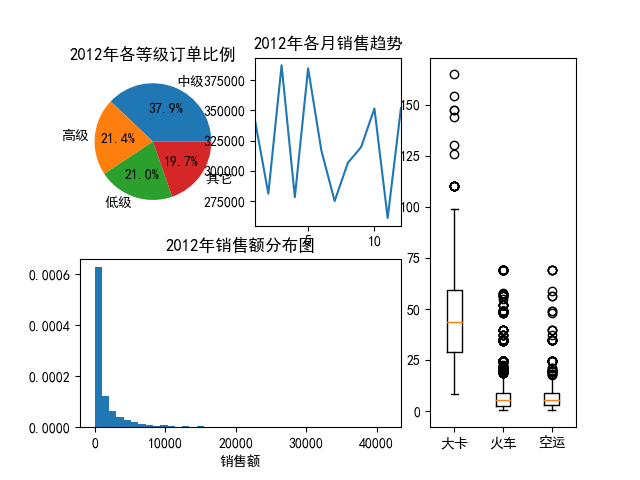 2012年各等级订单比例
中级
37.9%
高级
21.4%
21.0%
低级
19.7%
其它
2012年各月销售趋势
375000
350000
325000
300000
275000
5
10
2012年销售额分布图
0.0006
0.0004
0.0002
0.0000
0
10000
20000
30000
40000
销售额
150
125
100
75
50
25
0
大卡
火车
空运